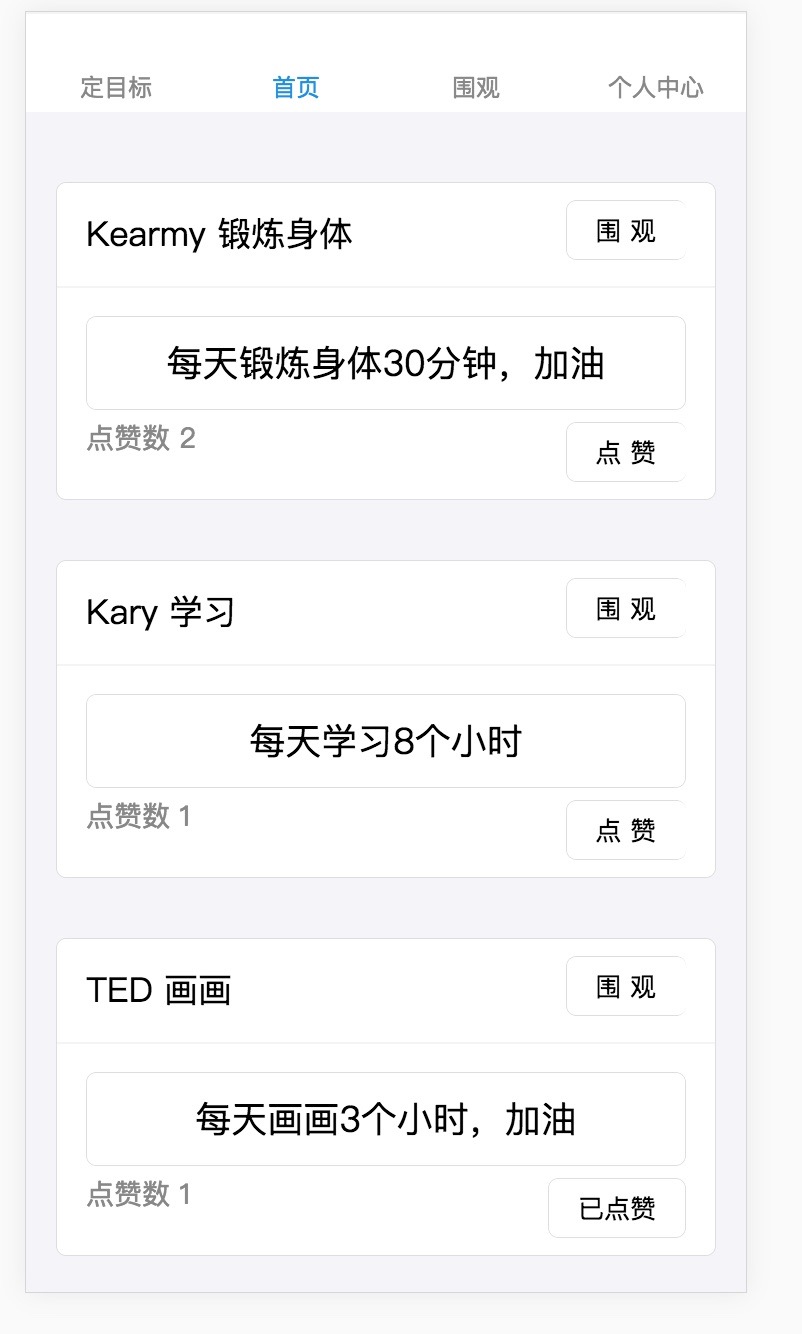 定目标 首页 围观 个人中心
Kearmy 锻炼身体 围 观
每天锻炼身体30分钟，加油
点赞数 2 点 赞
Kary 学习 围 观
每天学习8个小时
点赞数 1 点 赞
TED 画画 围 观
每天画画3个小时，加油
点赞数 1 已点赞